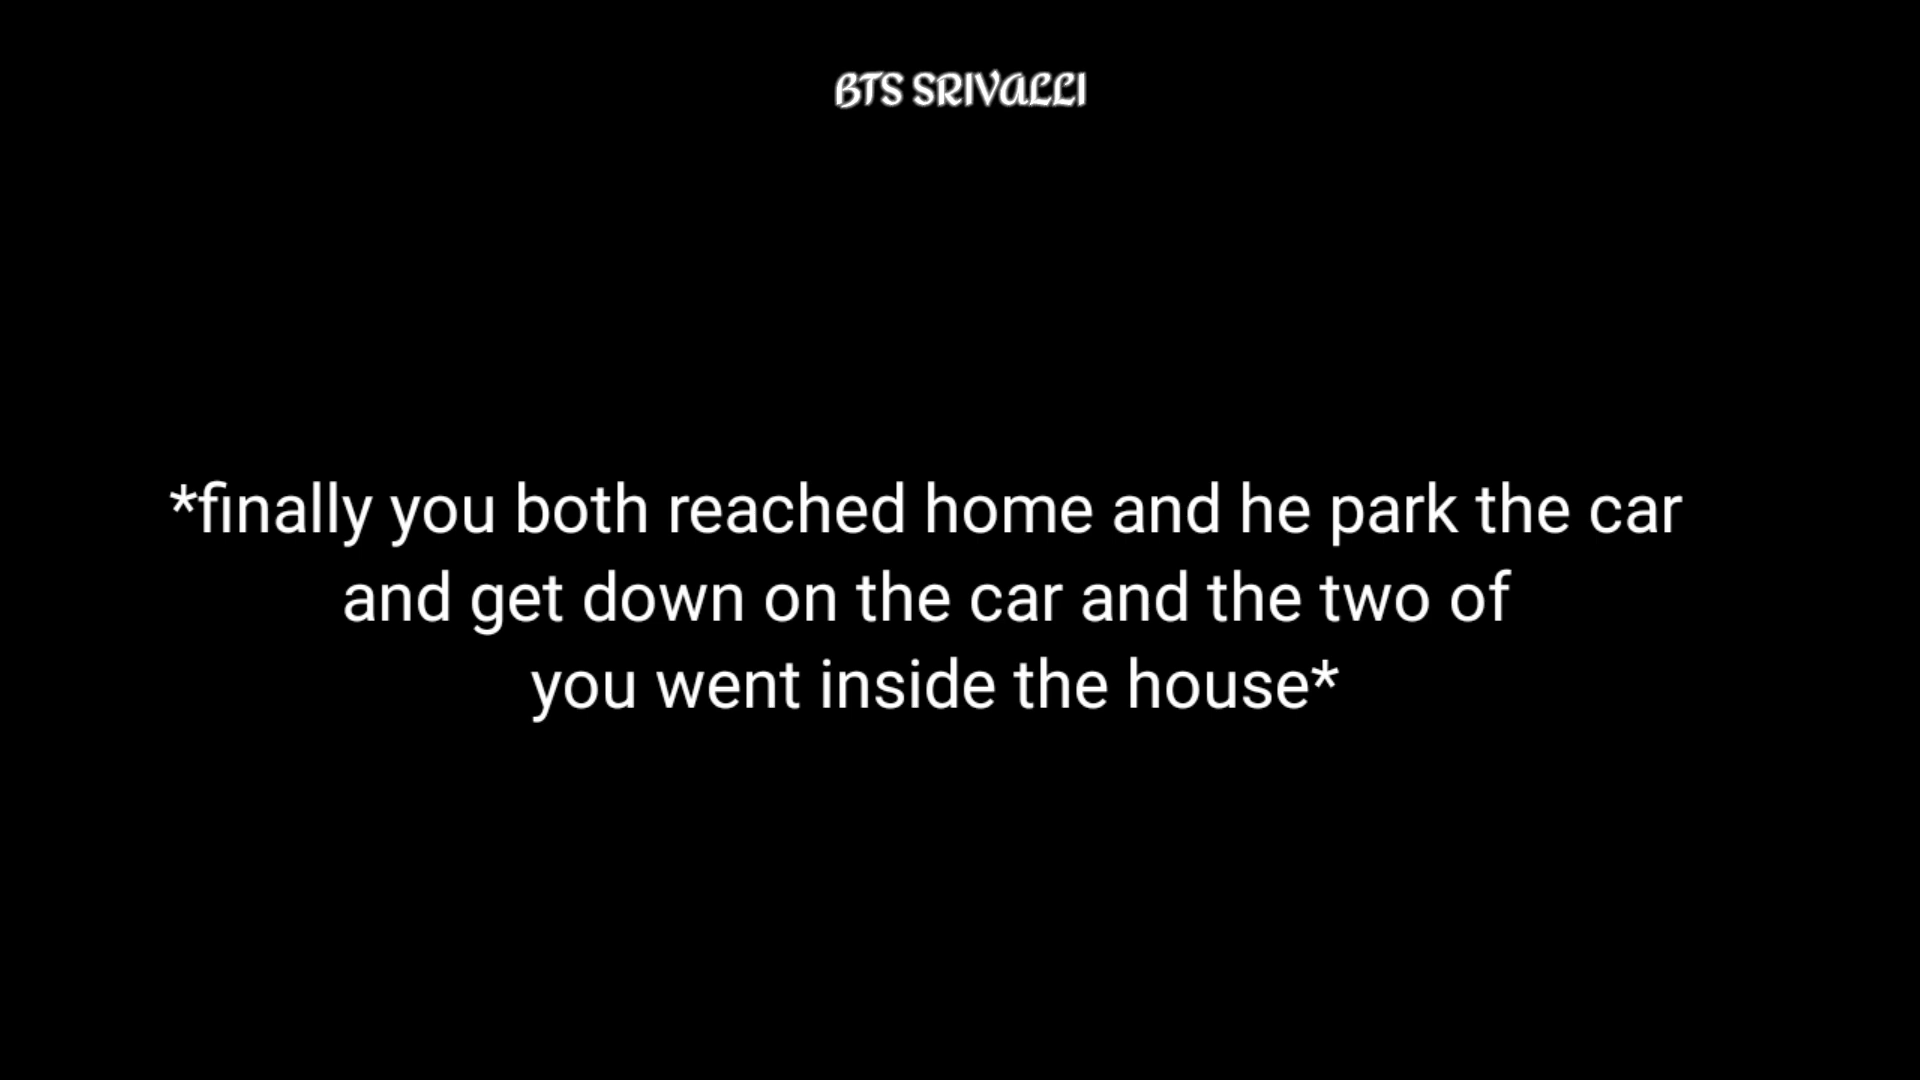 BTS SRIVALLI
*finally you both reached home and he park the car
and get down on the car and the two of
you went inside the house*